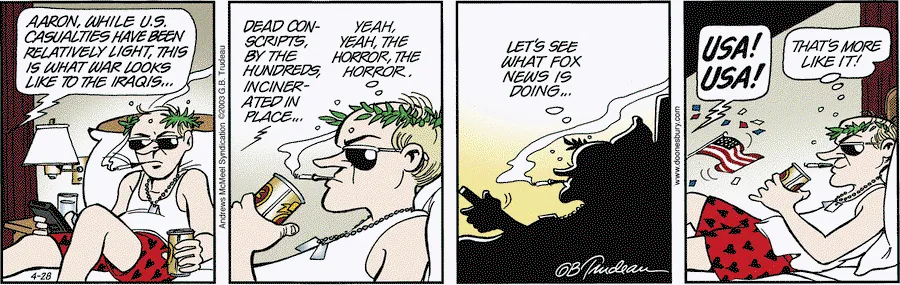 AARON, WHILE U.S.
CASUALTIES HAVE BEEN
RELATIVELY LIGHT, THIS
IS WHAT WAR LOOKS
LIKE TO THE IRAQIS...
4-28
Andrews McMeel Syndication ©2003 G.B. Trudeau
DEAD CON-
SCRIPTS,
BY THE
HUNDREDS,
INCINER-
ATED IN
PLACE...
YEAH,
YEAH, THE
HORROR, THE
HORROR.
LET'S SEE
WHAT FOX
NEWS IS
DOING...
GB Trudeau
www.doonesbury.com
USA!
USA!
THAT'S MORE
LIKE IT!